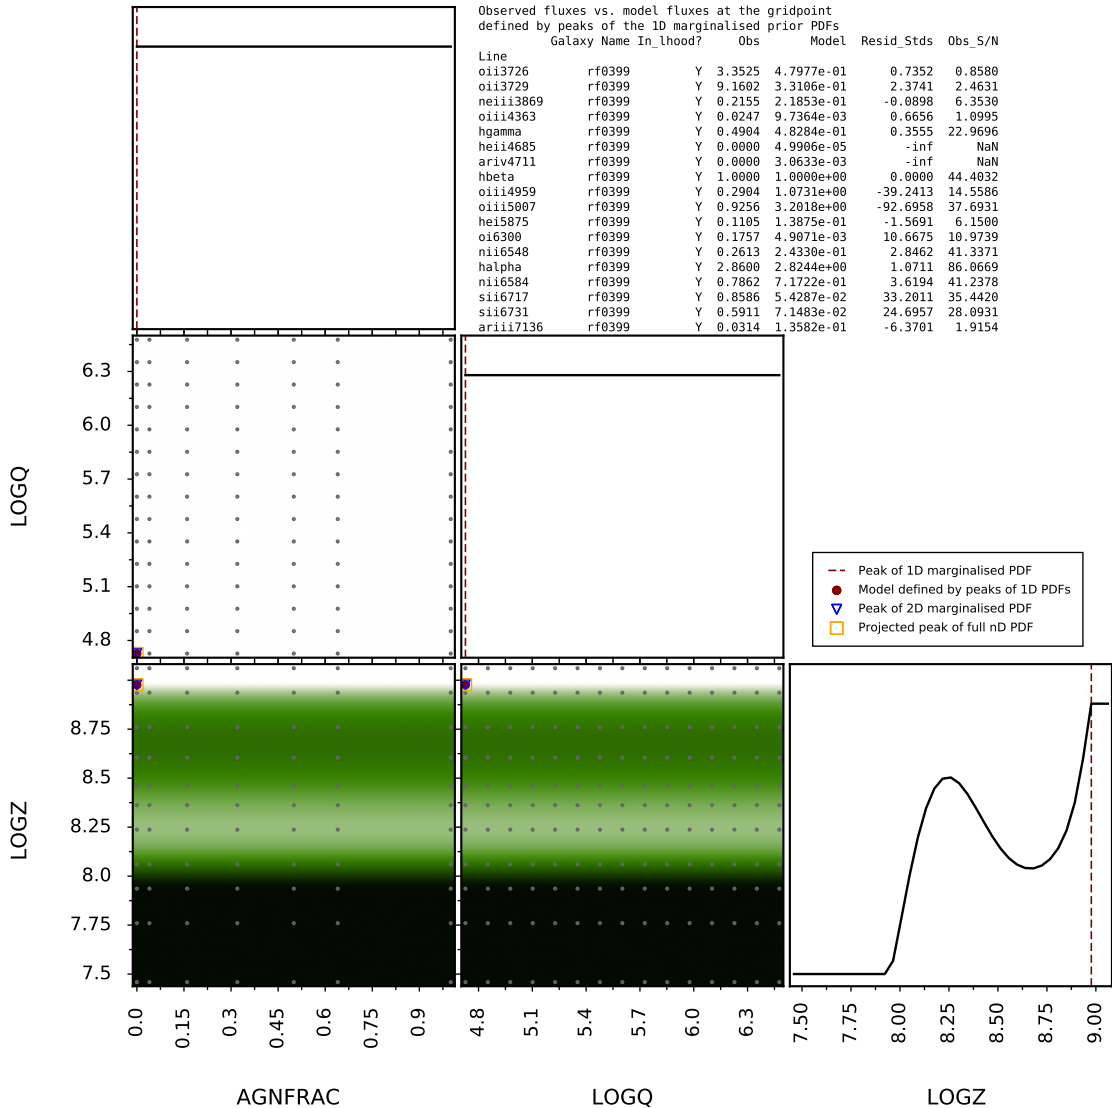 Observed fluxes vs. model fluxes at the gridpoint
defined by peaks of the 1D marginalised prior PDFs
Galaxy Name In_lhood? Obs Model Resid_Stds Obs_S/N
Line
oii3726 rf0399 Y 3.3525 4.7977e-01 0.7352 0.8580
oii3729 rf0399 Y 9.1602 3.3106e-01 2.3741 2.4631
neiii3869 rf0399 Y 0.2155 2.1853e-01 -0.0898 6.3530
oiii4363 rf0399 Y 0.0247 9.7364e-03 0.6656 1.0995
hgamma rf0399 Y 0.4904 4.8284e-01 0.3555 22.9696
heii4685 rf0399 Y 0.0000 4.9906e-05 -inf NaN
ariv4711 rf0399 Y 0.0000 3.0633e-03 -inf NaN
hbeta rf0399 Y 1.0000 1.0000e+00 0.0000 44.4032
oiii4959 rf0399 Y 0.2904 1.0731e+00 -39.2413 14.5586
oiii5007 rf0399 Y 0.9256 3.2018e+00 -92.6958 37.6931
hei5875 rf0399 Y 0.1105 1.3875e-01 -1.5691 6.1500
oi6300 rf0399 Y 0.1757 4.9071e-03 10.6675 10.9739
nii6548 rf0399 Y 0.2613 2.4330e-01 2.8462 41.3371
halpha rf0399 Y 2.8600 2.8244e+00 1.0711 86.0669
nii6584 rf0399 Y 0.7862 7.1722e-01 3.6194 41.2378
sii6717 rf0399 Y 0.8586 5.4287e-02 33.2011 35.4420
sii6731 rf0399 Y 0.5911 7.1483e-02 24.6957 28.0931
ariii7136 rf0399 Y 0.0314 1.3582e-01 -6.3701 1.9154
6.3
6.0
5.7
5.4
5.1
4.8
LOGQ
Peak of 1D marginalised PDF
Model defined by peaks of 1D PDFs
Peak of 2D marginalised PDF
Projected peak of full nD PDF
8.75
8.5
8.25
8.0
7.75
7.5
LOGZ
0.0 0.15 0.3 0.45 0.6 0.75 0.9
4.8 5.1 5.4 5.7 6.0 6.3
7.50 7.75 8.00 8.25 8.50 8.75 9.00
AGNFRAC LOGQ LOGZ